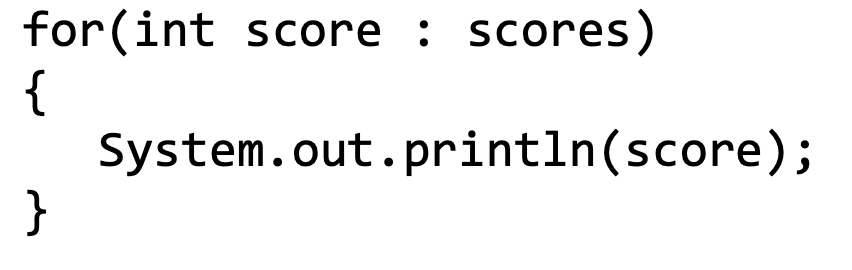 for(int score : scores)
{
   System.out.println(score);
}